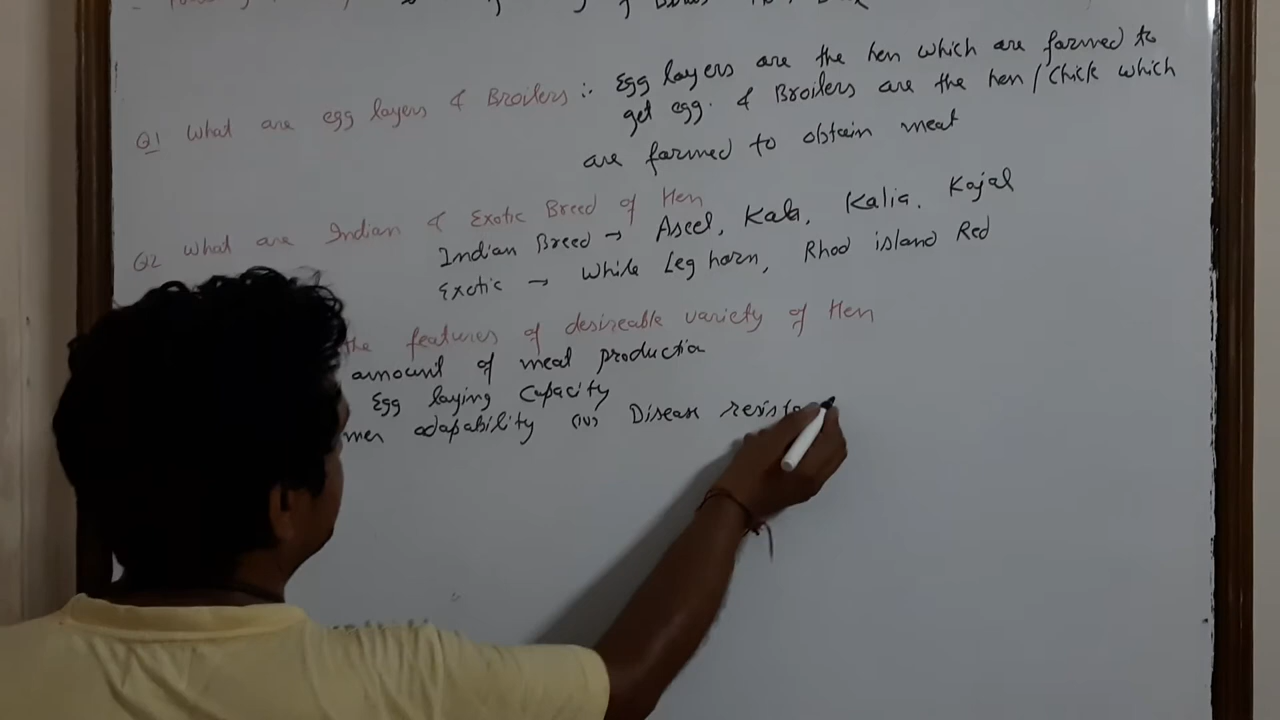 Q1 What are egg layers & Broilers :- Egg layers are the hen which are farmed to
get egg. & Broilers are the hen/Chick which
are farmed to obtain meat
Q2 What are Indian & Exotic Breed of Hen
Indian Breed → Aseel, Kala, Kalia, Kajal
Exotic → While Leg horn, Rhod island Red
the features of desireable variety of Hen
amount of meat productio
Egg laying capacity
mer adapability (iv) Disease resista